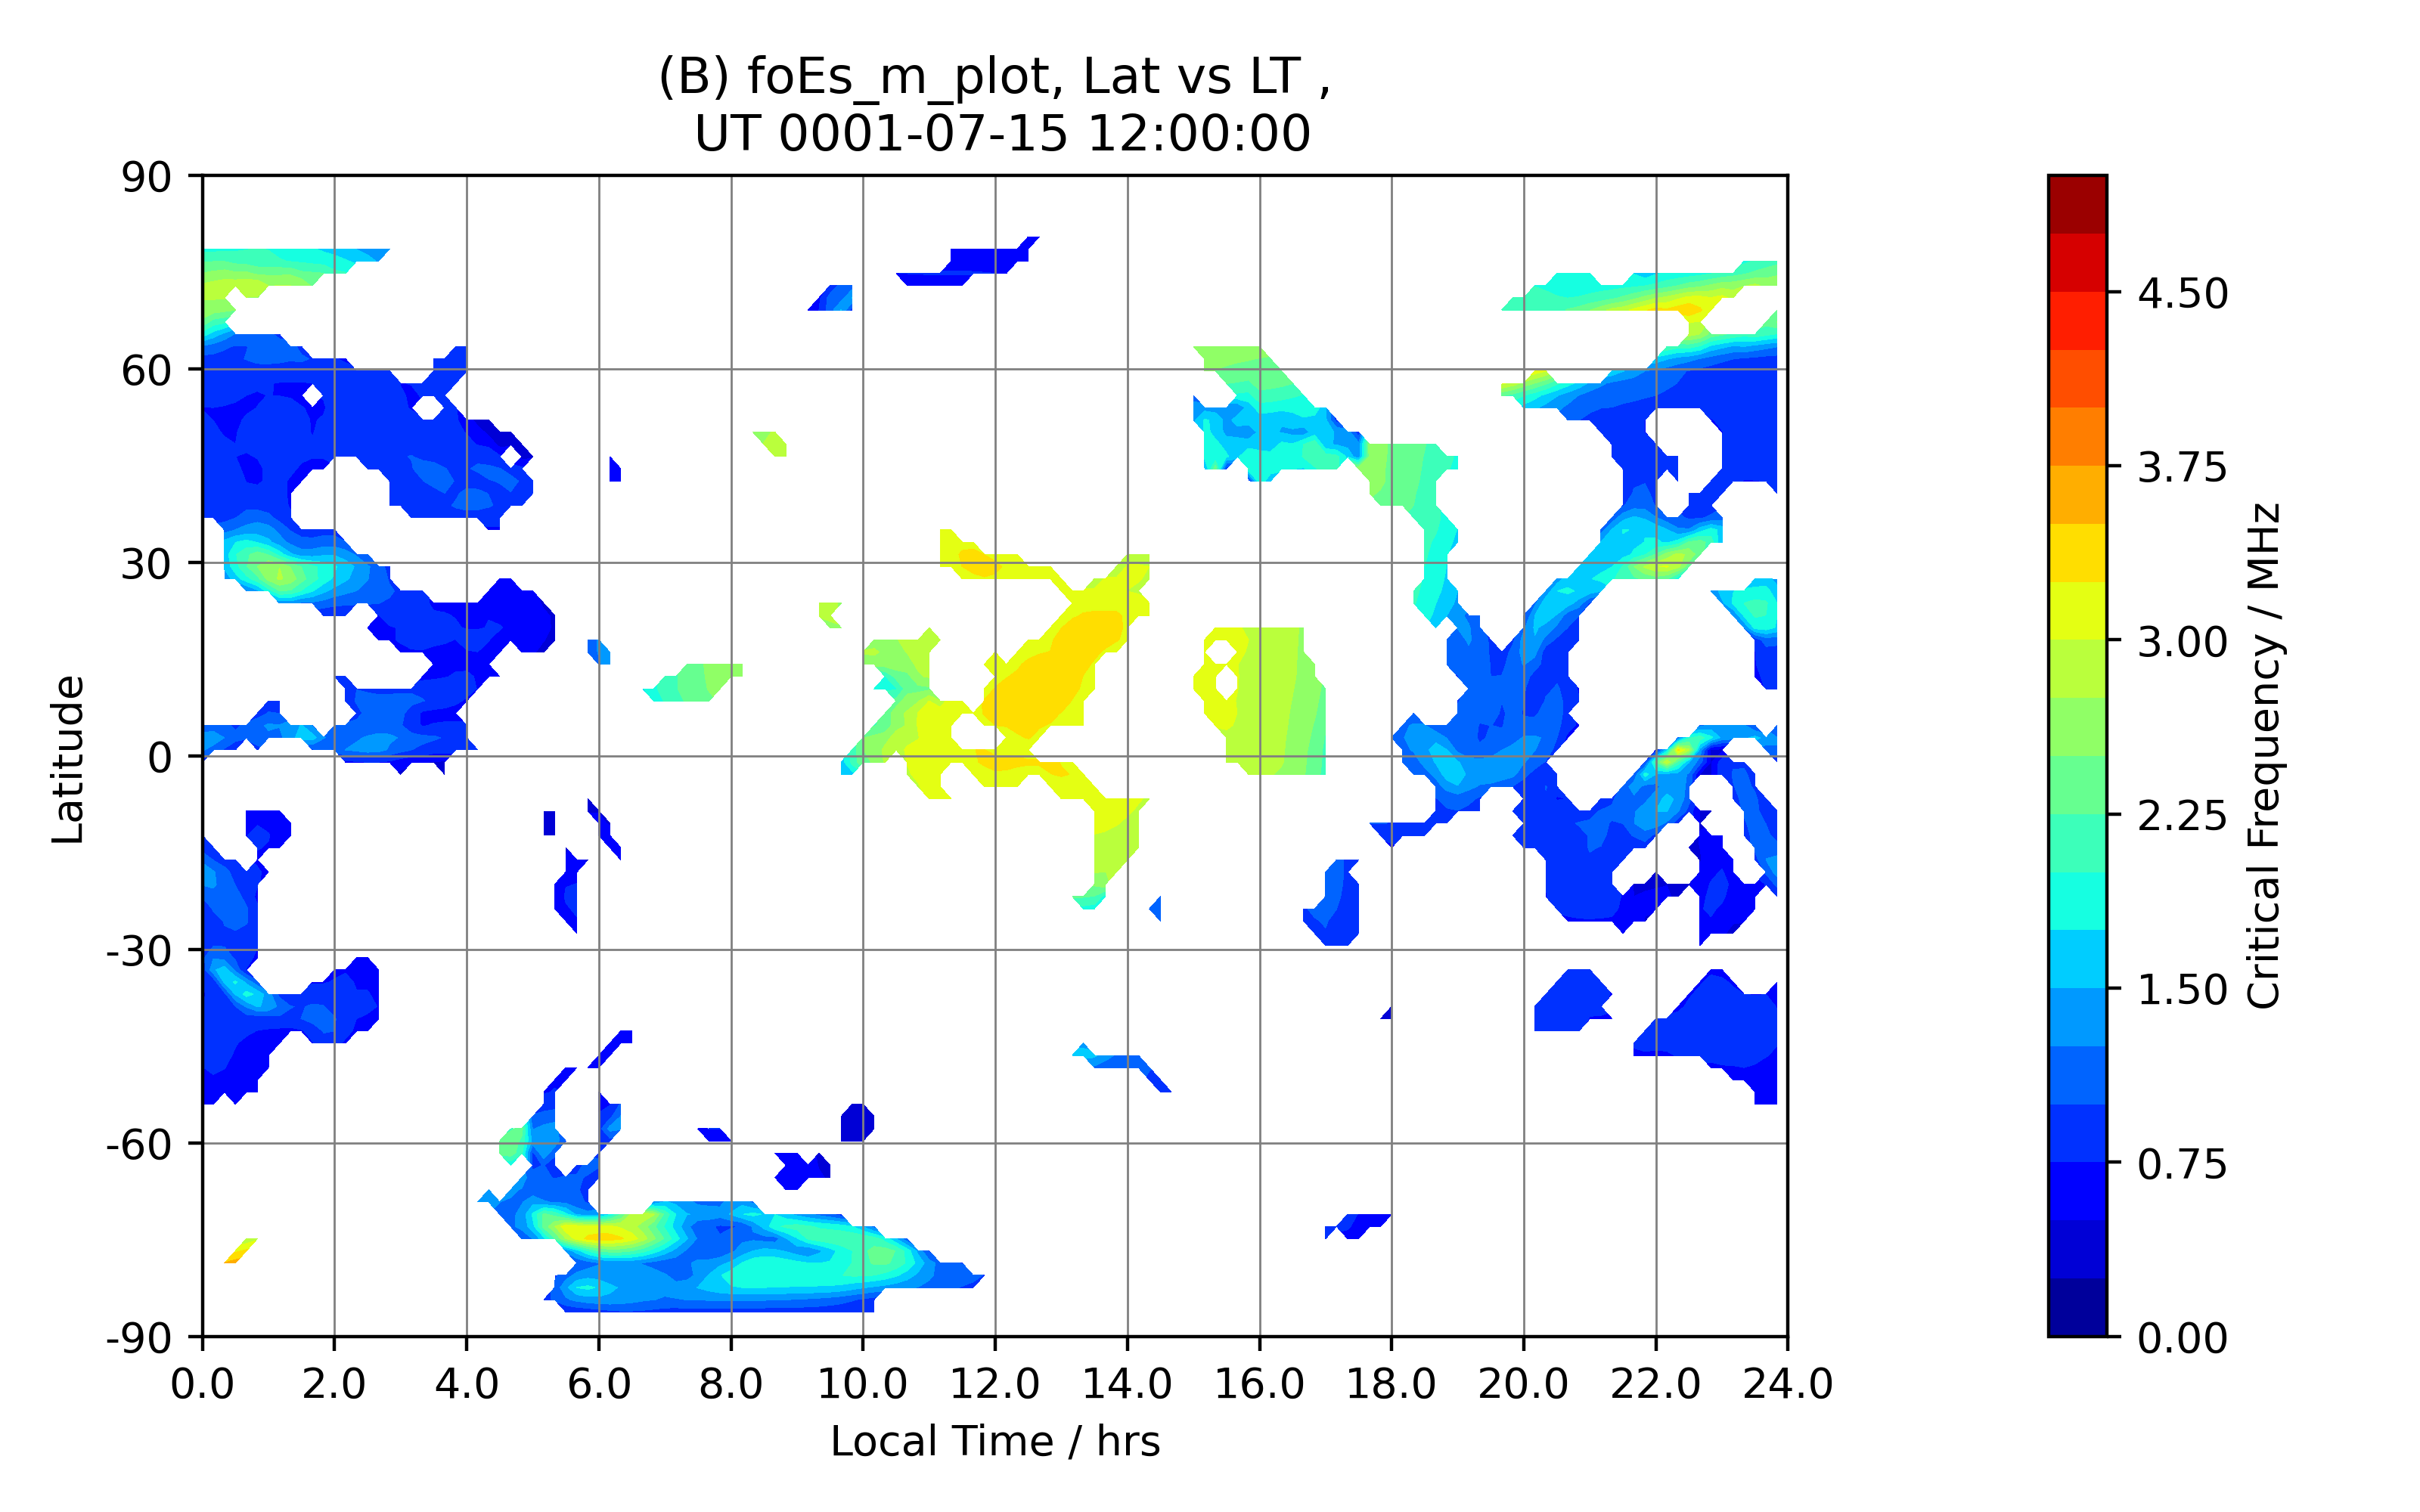 (B) foEs_m_plot, Lat vs LT ,
UT 0001-07-15 12:00:00
90
60
30
0
-30
-60
-90
Latitude
0.0 2.0 4.0 6.0 8.0 10.0 12.0 14.0 16.0 18.0 20.0 22.0 24.0
Local Time / hrs
4.50
3.75
3.00
2.25
1.50
0.75
0.00
Critical Frequency / MHz